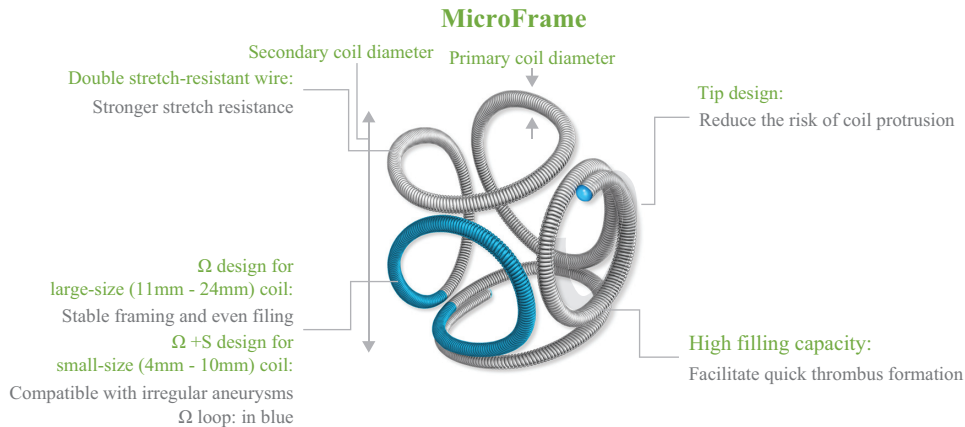 MicroFrame
Secondary coil diameter
Primary coil diameter
Double stretch-resistant wire:
Stronger stretch resistance
Tip design:
Reduce the risk of coil protrusion
Ω design for
large-size (11mm - 24mm) coil:
Stable framing and even filing
Ω +S design for
small-size (4mm - 10mm) coil:
Compatible with irregular aneurysms
Ω loop: in blue
High filling capacity:
Facilitate quick thrombus formation